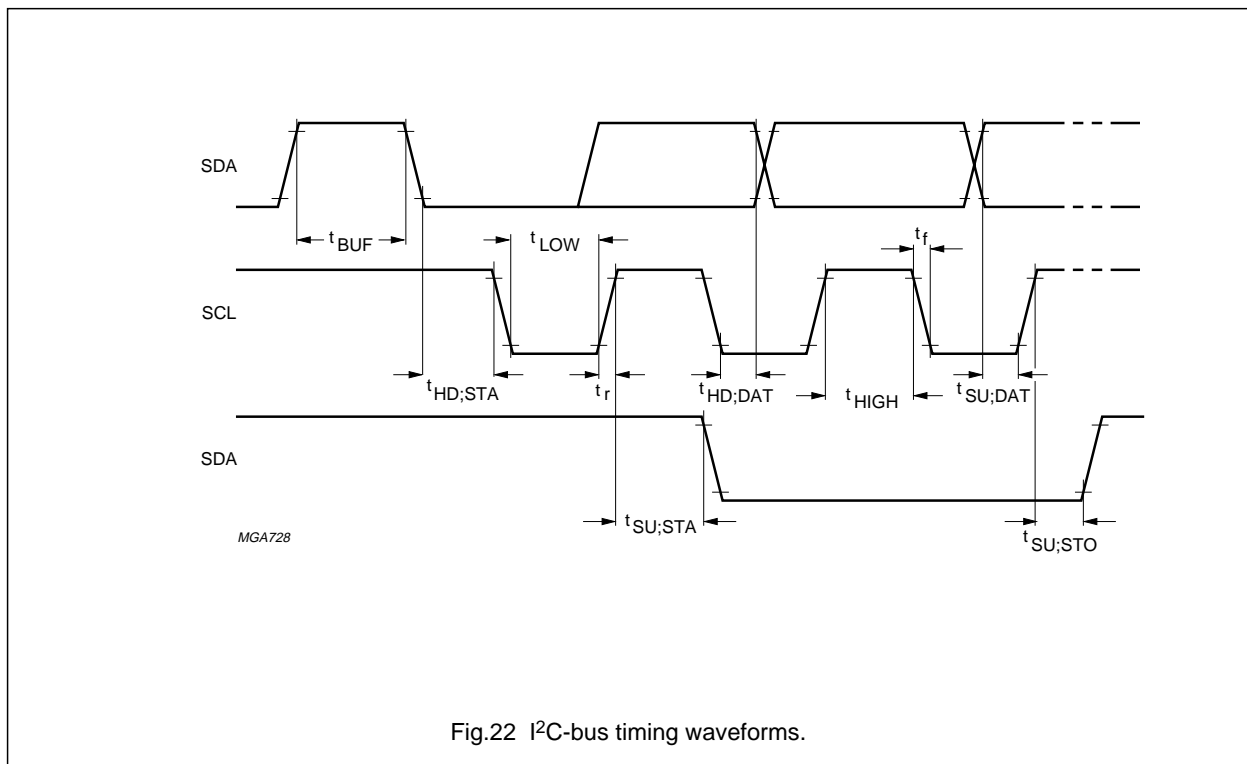 SDA
t BUF
t LOW
t f
SCL
t HD;STA
t r
t HD;DAT
t HIGH
t SU;DAT
SDA
t SU;STA
t SU;STO
MGA728
Fig.22 I²C-bus timing waveforms.